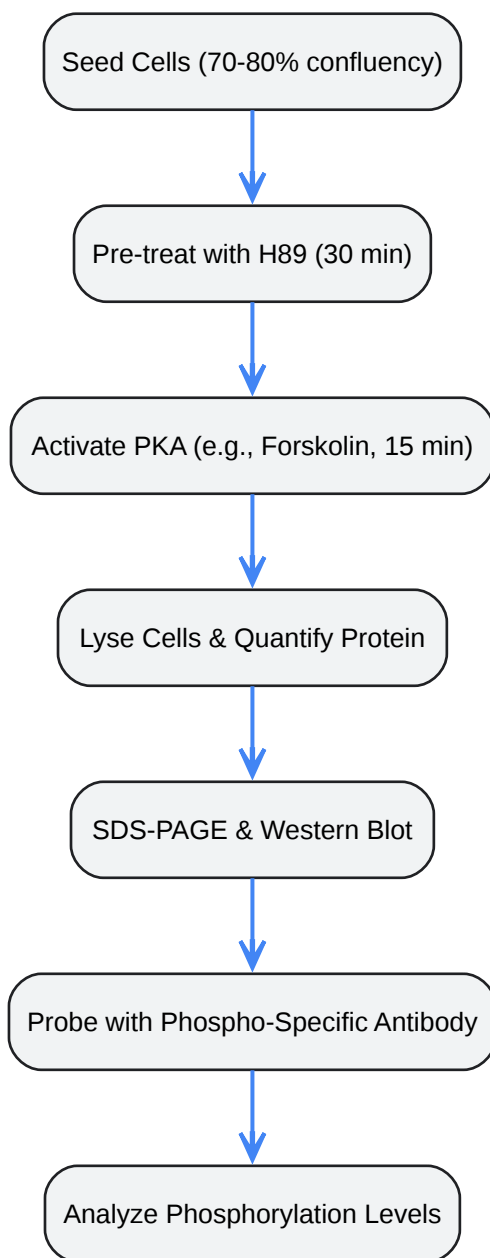 Seed Cells (70-80% confluency)
Pre-treat with H89 (30 min)
Activate PKA (e.g., Forskolin, 15 min)
Lyse Cells & Quantify Protein
SDS-PAGE & Western Blot
Probe with Phospho-Specific Antibody
Analyze Phosphorylation Levels